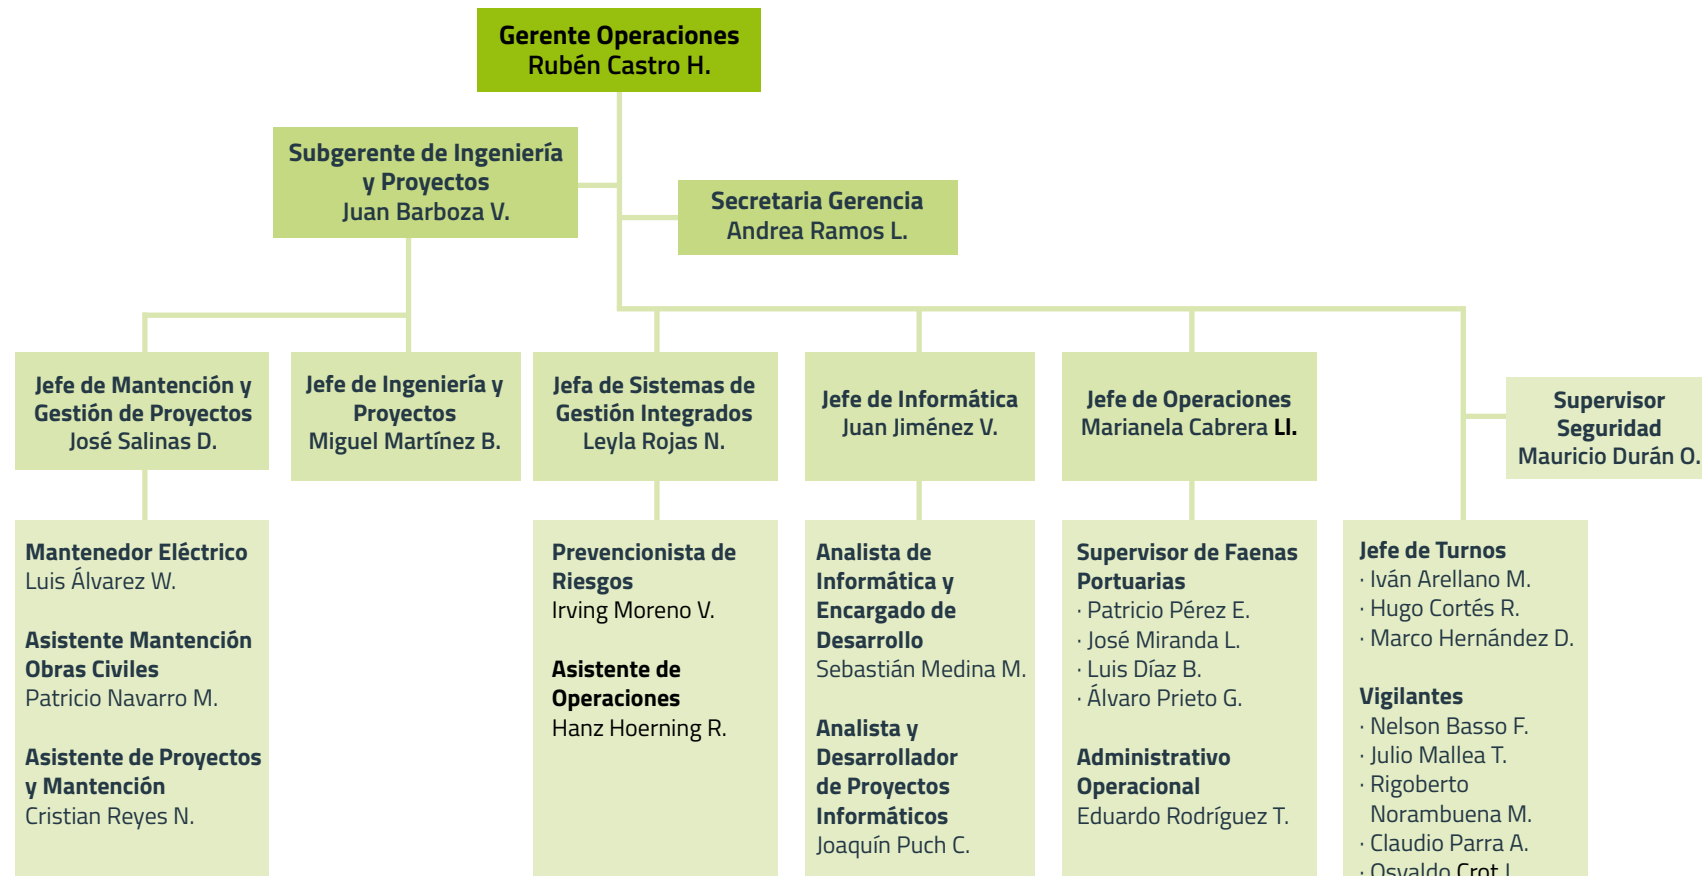 Gerente Operaciones
Rubén Castro H.
Subgerente de Ingeniería
y Proyectos
Juan Barboza V.
Secretaria Gerencia
Andrea Ramos L.
Jefe de Mantención y
Gestión de Proyectos
José Salinas D.
Jefe de Ingeniería y
Proyectos
Miguel Martínez B.
Jefa de Sistemas de
Gestión Integrados
Leyla Rojas N.
Jefe de Informática
Juan Jiménez V.
Jefe de Operaciones
Marianela Cabrera Ll.
Supervisor
Seguridad
Mauricio Durán O.
Mantenedor Eléctrico
Luis Álvarez W.
Asistente Mantención
Obras Civiles
Patricio Navarro M.
Asistente de Proyectos
y Mantención
Cristian Reyes N.
Prevencionista de
Riesgos
Irving Moreno V.
Asistente de
Operaciones
Hanz Hoerning R.
Analista de
Informática y
Encargado de
Desarrollo
Sebastián Medina M.
Analista y
Desarrollador
de Proyectos
Informáticos
Joaquín Puch C.
Supervisor de Faenas
Portuarias
· Patricio Pérez E.
· José Miranda L.
· Luis Díaz B.
· Álvaro Prieto G.
Administrativo
Operacional
Eduardo Rodríguez T.
Jefe de Turnos
· Iván Arellano M.
· Hugo Cortés R.
· Marco Hernández D.
Vigilantes
· Nelson Basso F.
· Julio Mallea T.
· Rigoberto
Norambuena M.
· Claudio Parra A.
· Osvaldo Crot